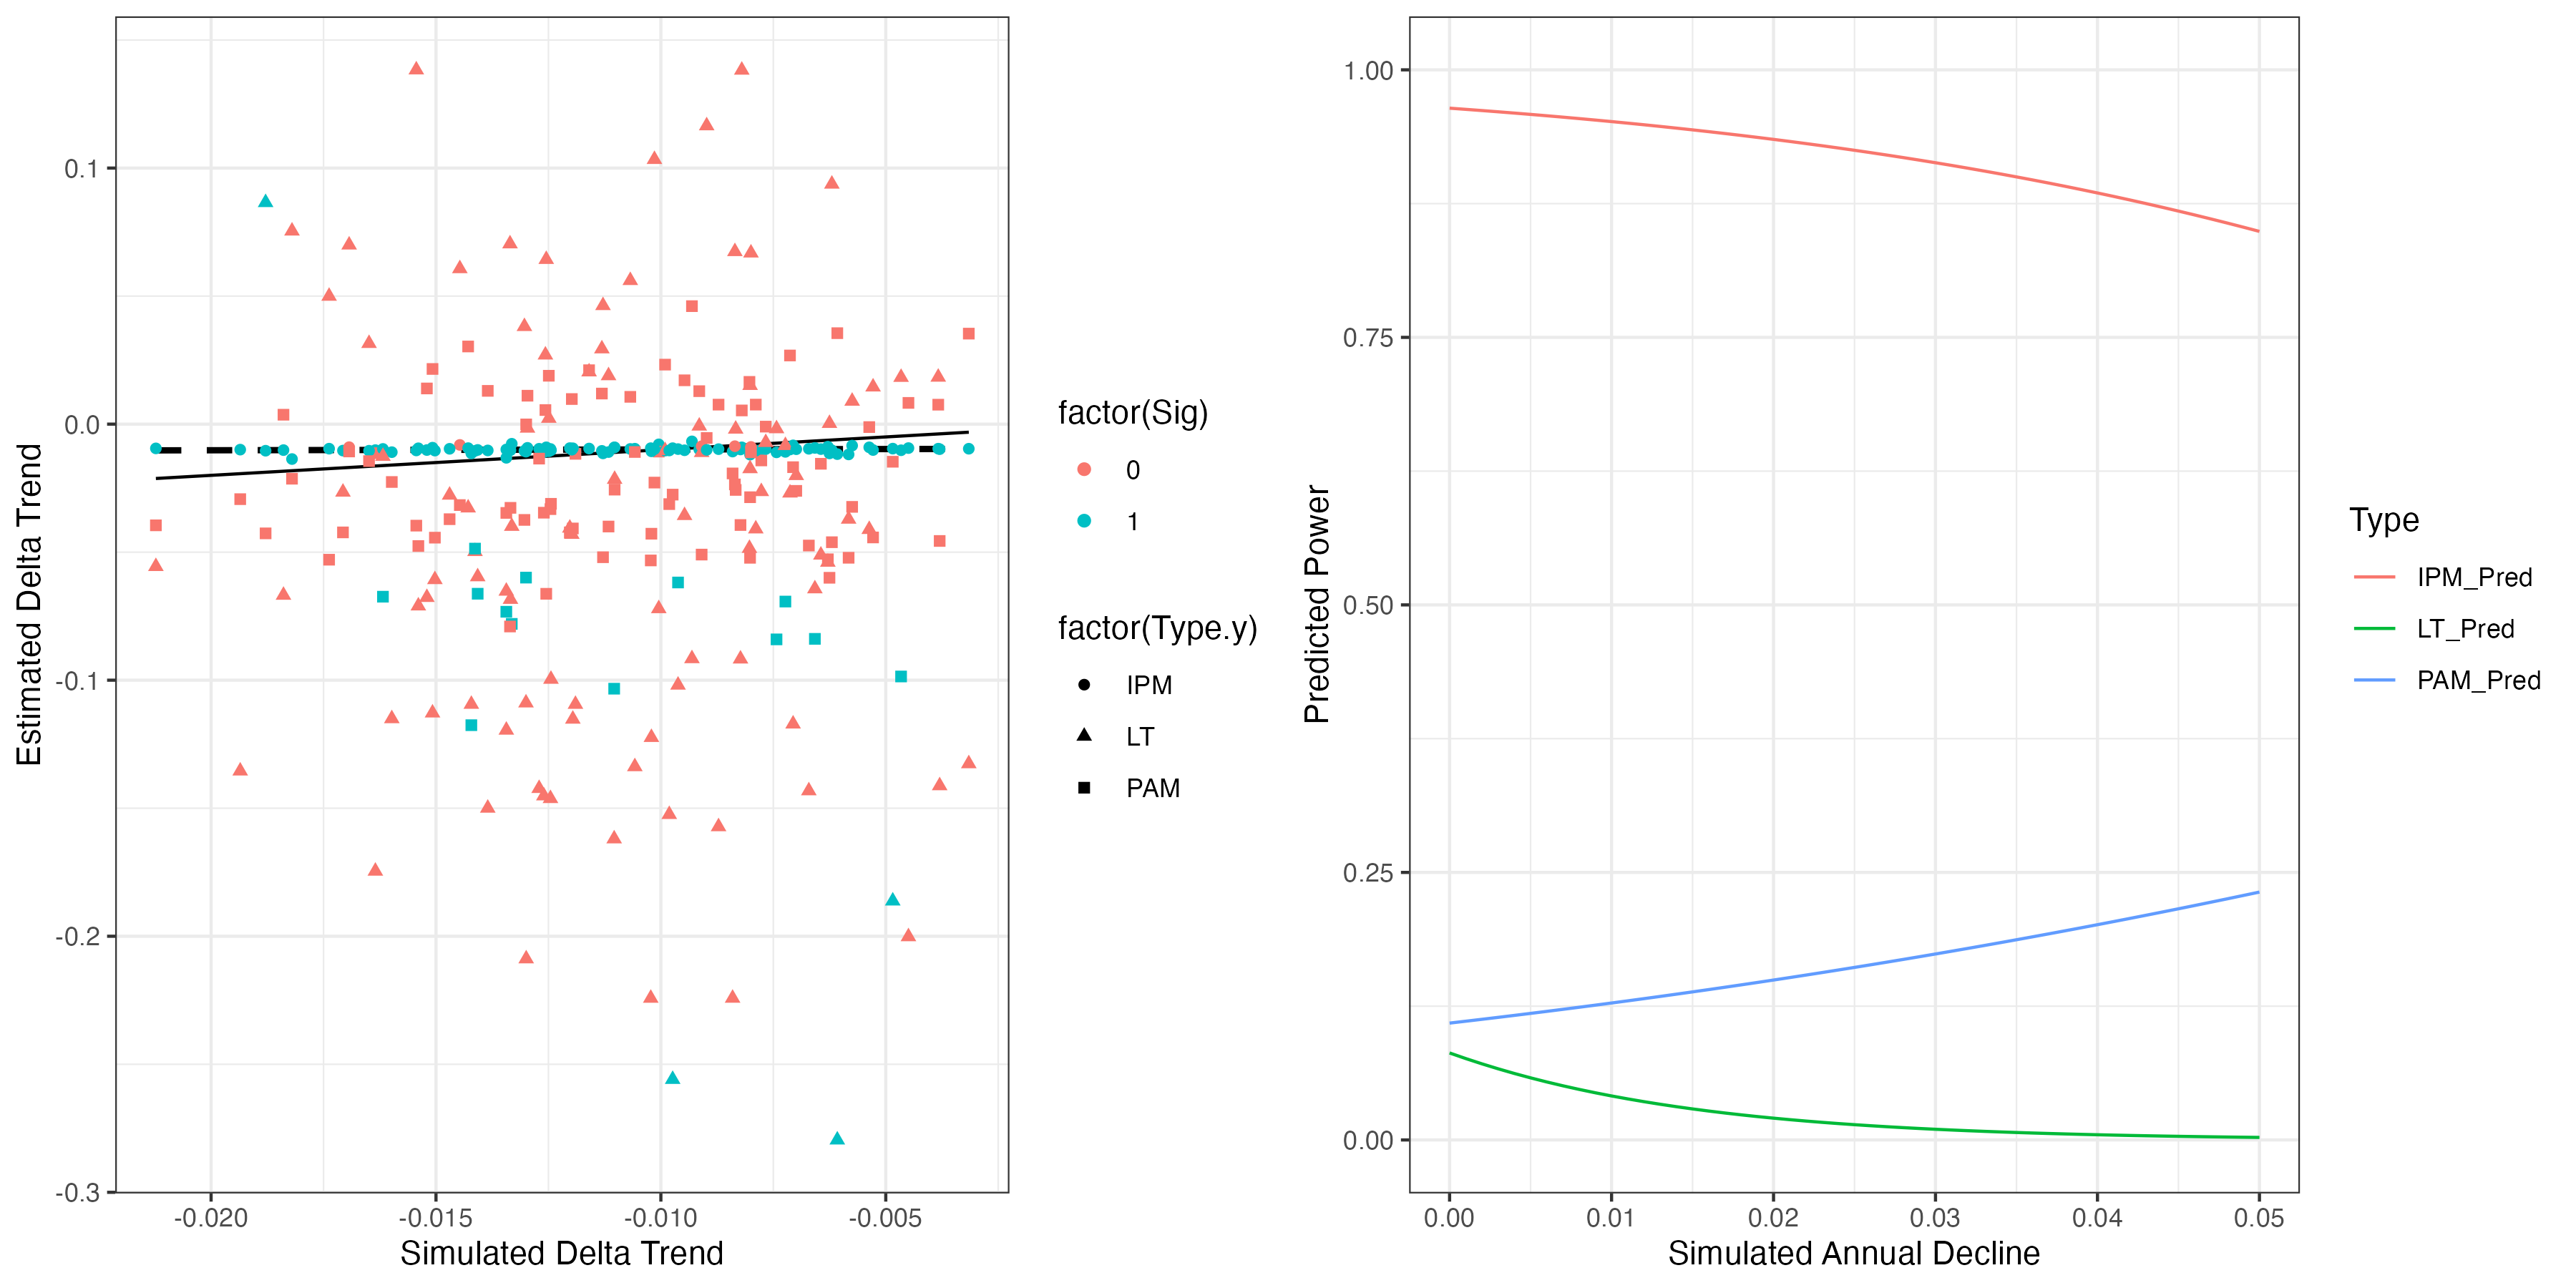 Estimated Delta Trend
0.1
0.0
-0.1
-0.2
-0.3
-0.020
-0.015
-0.010
-0.005
Simulated Delta Trend
factor(Sig)
0
1
factor(Type.y)
IPM
LT
PAM
Predicted Power
1.00
0.75
0.50
0.25
0.00
0.00
0.01
0.02
0.03
0.04
0.05
Simulated Annual Decline
Type
IPM_Pred
LT_Pred
PAM_Pred